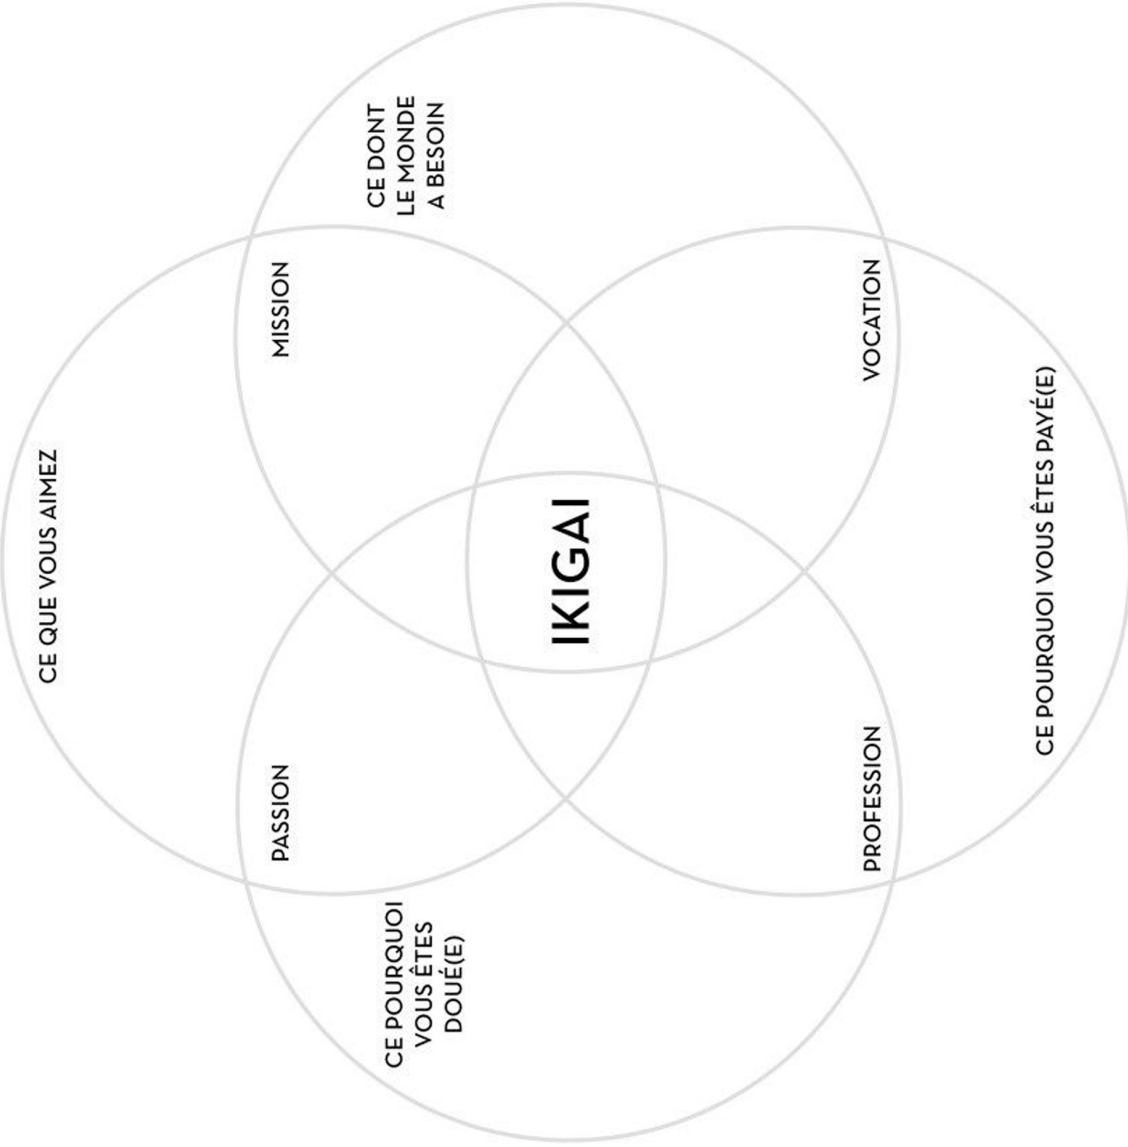 CE QUE VOUS AIMEZ
PASSION
MISSION
CE POURQUOI
VOUS ÊTES
DOUÉ(E)
CE DONT
LE MONDE
A BESOIN
IKIGAI
PROFESSION
VOCATION
CE POURQUOI VOUS ÊTES PAYÉ(E)